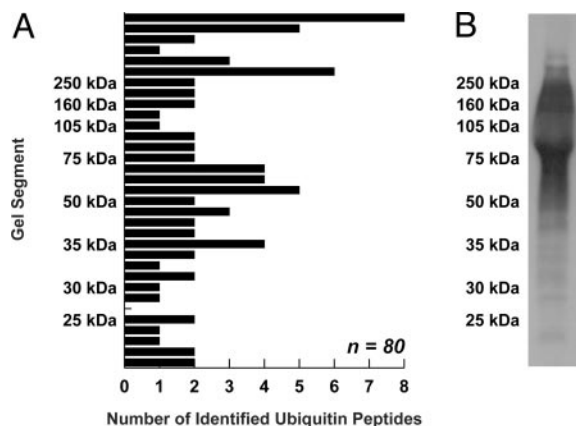 A
B
Gel Segment
250 kDa
160 kDa
105 kDa
75 kDa
50 kDa
35 kDa
30 kDa
25 kDa
n = 80
0 1 2 3 4 5 6 7 8
Number of Identified Ubiquitin Peptides
250 kDa
160 kDa
105 kDa
75 kDa
50 kDa
35 kDa
30 kDa
25 kDa